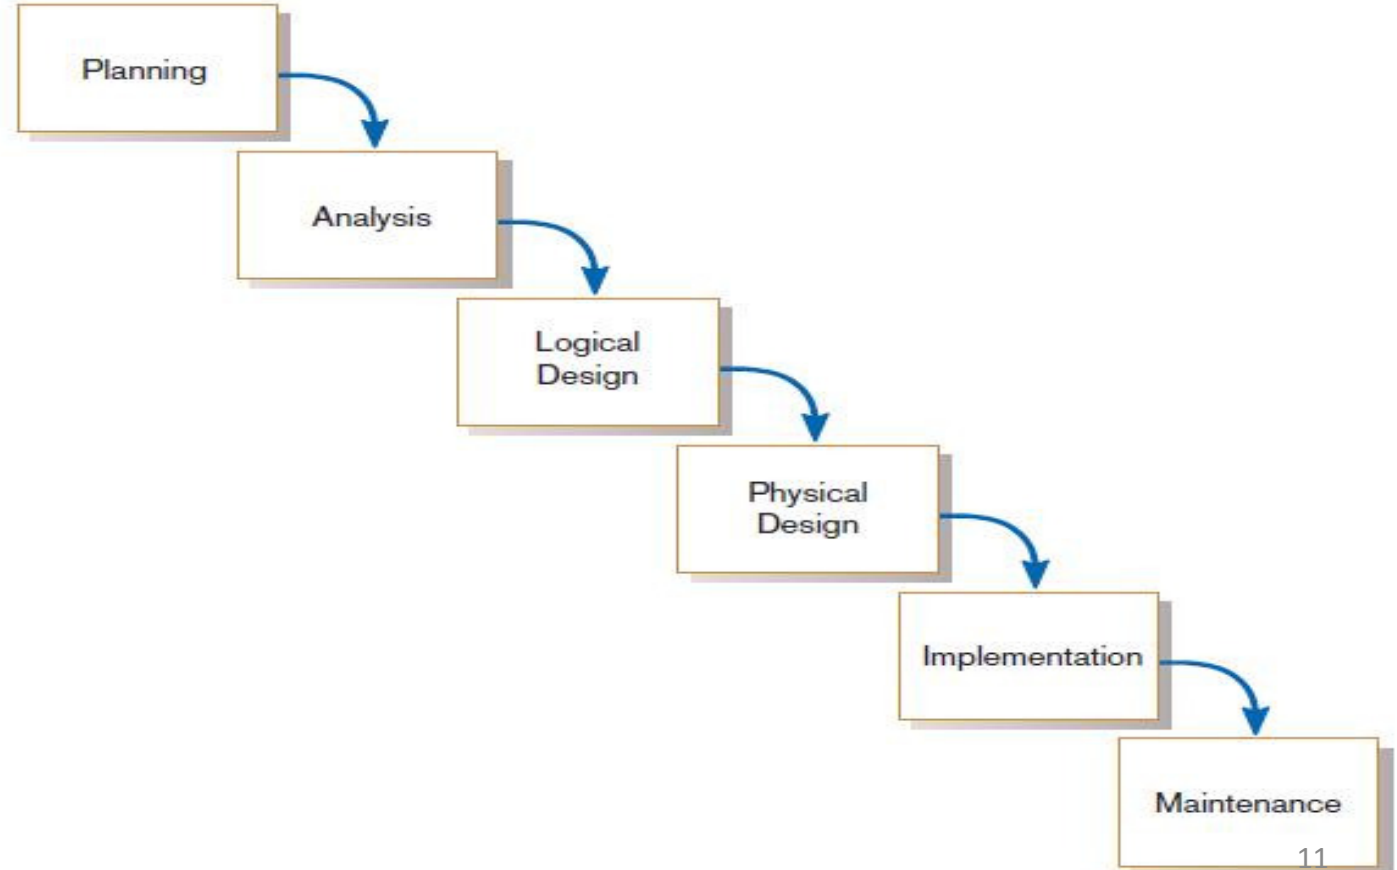 Planning
Analysis
Logical
Design
Physical
Design
Implementation
Maintenance
11